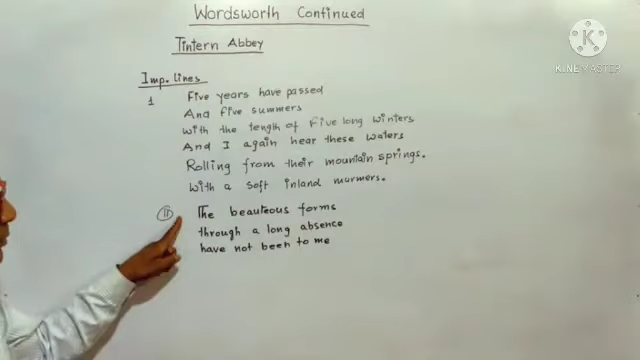 Wordsworth Continued
Tintern Abbey
Imp. lines
1 Five years have passed
And five summers
with the tength of Five long winters
And I again hear these waters
Rolling from their mountain springs.
with a soft inland murmers.
II The beauteous forms
through a long absence
have not been to me
KINEMASTER